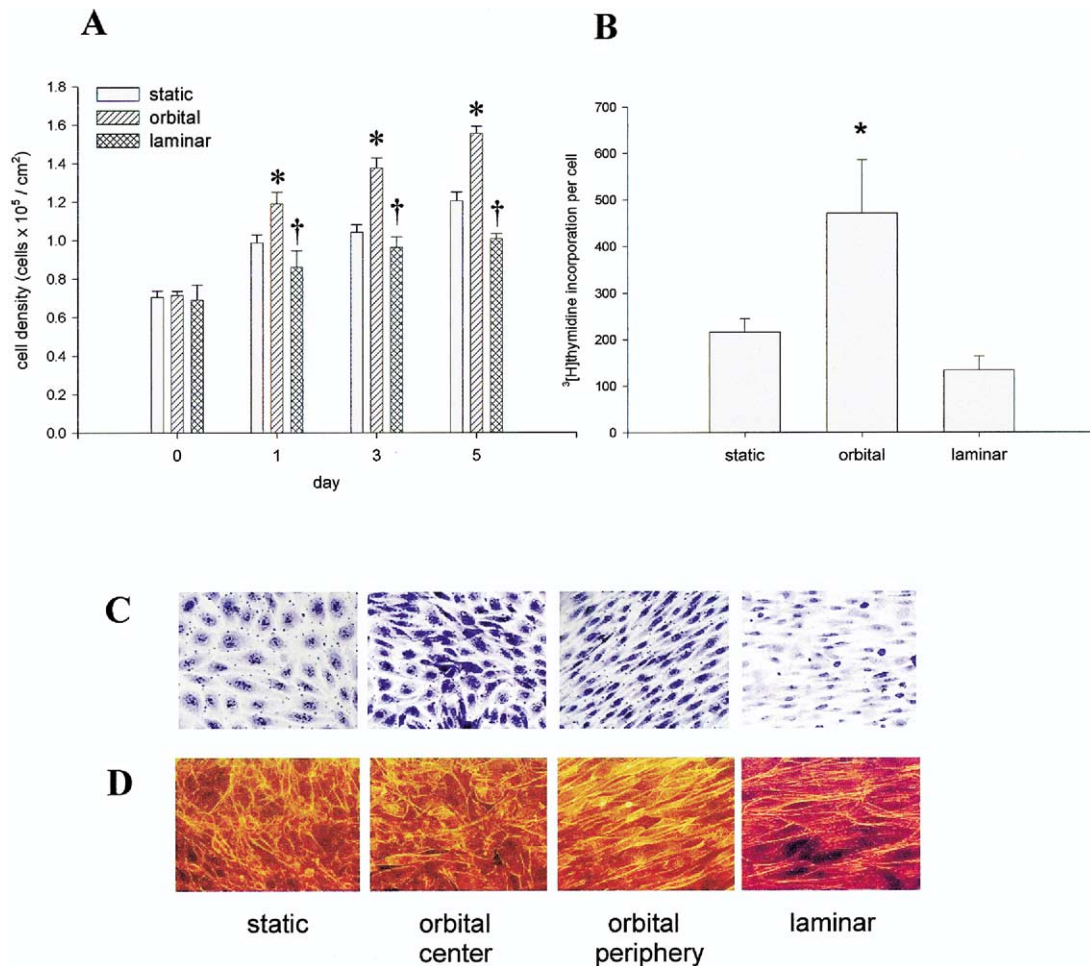 A
B
1.8
1.6
1.4
1.2
1.0
0.8
0.6
0.4
0.2
0.0
cell density (cells x 10⁵ / cm²)
static
orbital
laminar
*
†
*
†
*
†
0 1 3 5
day
700
600
500
400
300
200
100
0
³[H]thymidine incorporation per cell
*
static orbital laminar
C
D
static
orbital
center
orbital
periphery
laminar